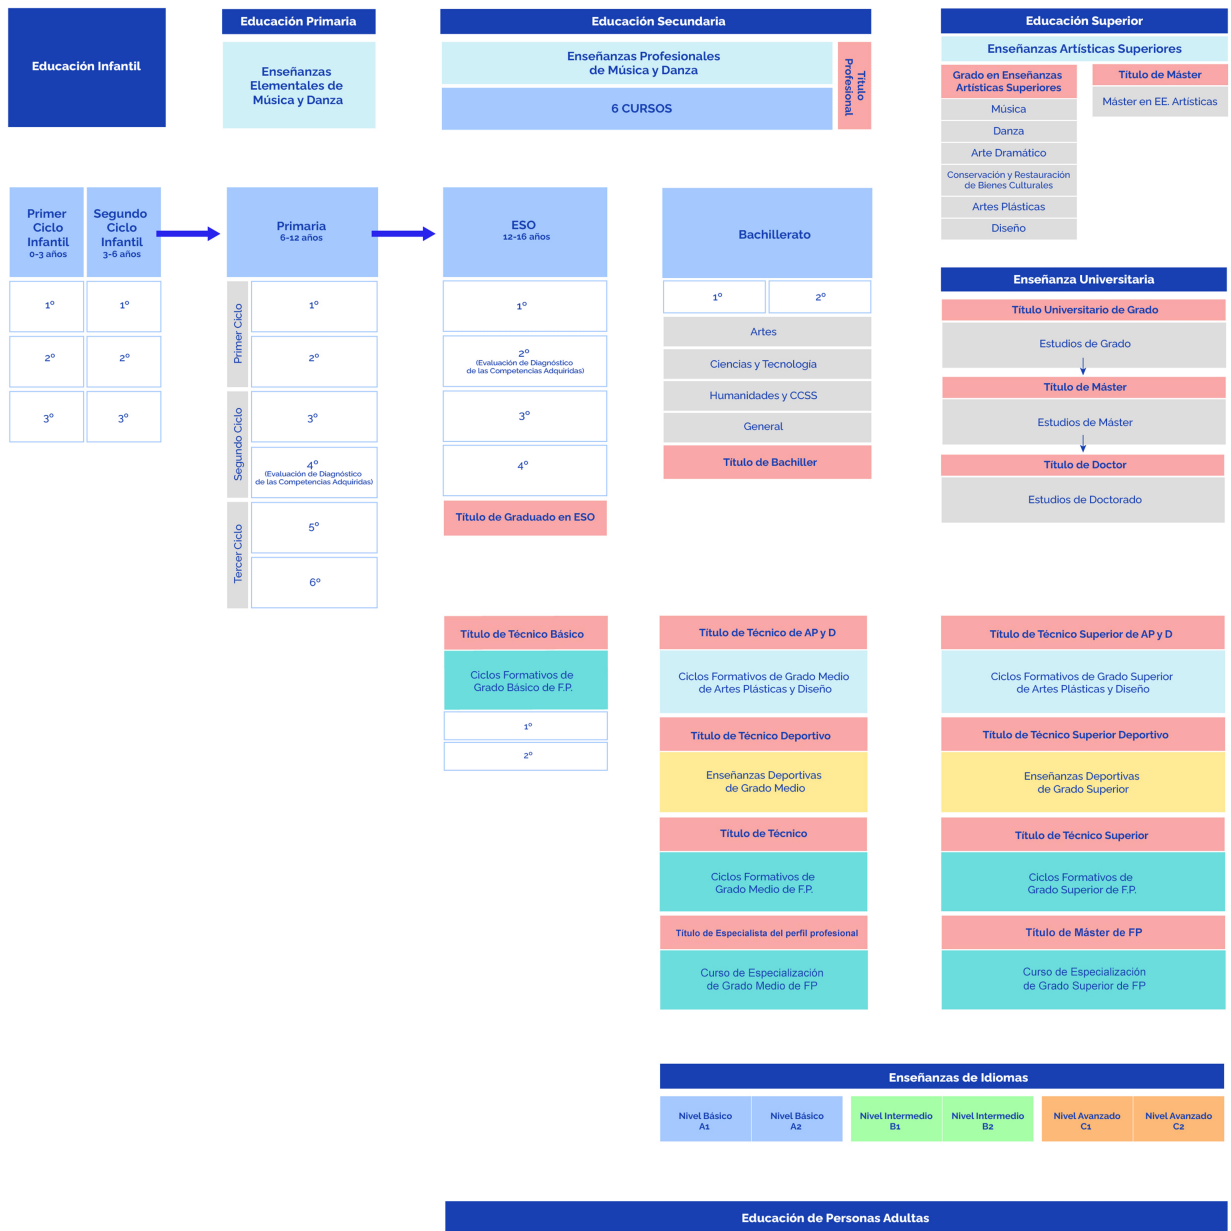 Educación Infantil
Educación Primaria
Enseñanzas
Elementales de
Música y Danza
Educación Secundaria
Enseñanzas Profesionales
de Música y Danza
6 CURSOS
Título
Profesional
Educación Superior
Enseñanzas Artísticas Superiores
Grado en Enseñanzas
Artísticas Superiores
Música
Danza
Arte Dramático
Conservación y Restauración
de Bienes Culturales
Artes Plásticas
Diseño
Título de Máster
Máster en EE. Artísticas
Primer
Ciclo
Infantil
0-3 años
1º
2º
3º
Segundo
Ciclo
Infantil
3-6 años
1º
2º
3º
Primaria
6-12 años
Primer Ciclo
1º
2º
Segundo Ciclo
3º
4º
(Evaluación de Diagnóstico
de las Competencias Adquiridas)
Tercer Ciclo
5º
6º
ESO
12-16 años
1º
2º
(Evaluación de Diagnóstico
de las Competencias Adquiridas)
3º
4º
Título de Graduado en ESO
Bachillerato
1º
2º
Artes
Ciencias y Tecnología
Humanidades y CCSS
General
Título de Bachiller
Enseñanza Universitaria
Título Universitario de Grado
Estudios de Grado
Título de Máster
Estudios de Máster
Título de Doctor
Estudios de Doctorado
Título de Técnico Básico
Ciclos Formativos de
Grado Básico de F.P.
1º
2º
Título de Técnico de AP y D
Ciclos Formativos de Grado Medio
de Artes Plásticas y Diseño
Título de Técnico Deportivo
Enseñanzas Deportivas
de Grado Medio
Título de Técnico
Ciclos Formativos de
Grado Medio de F.P.
Título de Especialista del perfil profesional
Curso de Especialización
de Grado Medio de FP
Título de Técnico Superior de AP y D
Ciclos Formativos de Grado Superior
de Artes Plásticas y Diseño
Título de Técnico Superior Deportivo
Enseñanzas Deportivas
de Grado Superior
Título de Técnico Superior
Ciclos Formativos de
Grado Superior de F.P.
Título de Máster de FP
Curso de Especialización
de Grado Superior de FP
Enseñanzas de Idiomas
Nivel Básico
A1
Nivel Básico
A2
Nivel Intermedio
B1
Nivel Intermedio
B2
Nivel Avanzado
C1
Nivel Avanzado
C2
Educación de Personas Adultas